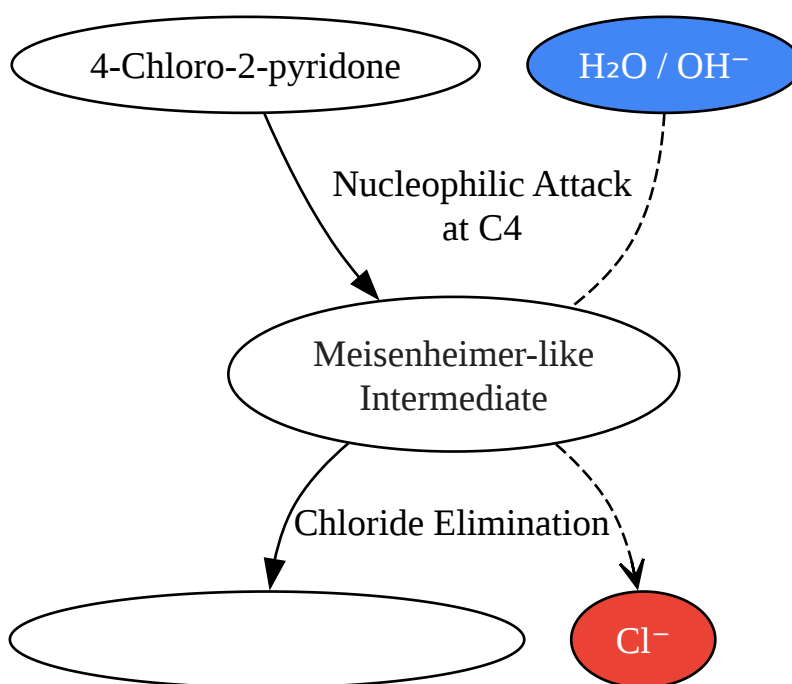 4-Chloro-2-pyridone
H₂O / OH⁻
Nucleophilic Attack
at C4
Meisenheimer-like
Intermediate
Chloride Elimination
Cl⁻